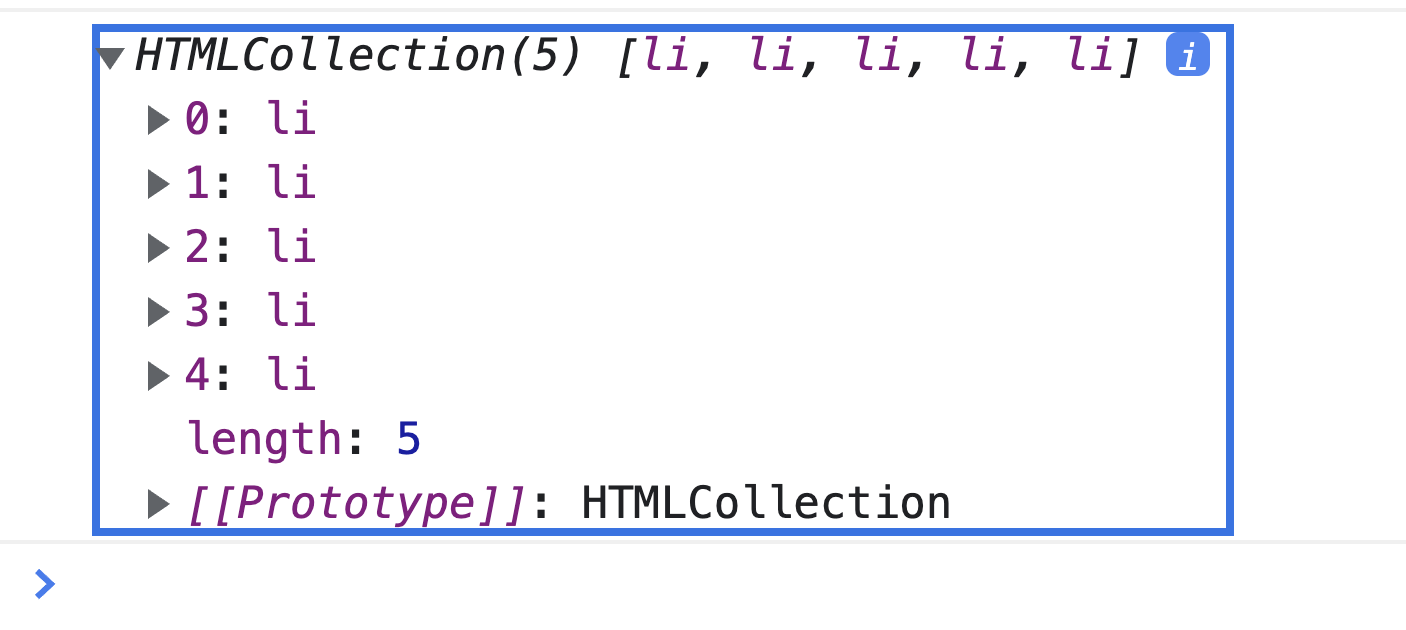 HTMLCollection(5) [li, li, li, li, li] i
0: li
1: li
2: li
3: li
4: li
length: 5
[[Prototype]]: HTMLCollection